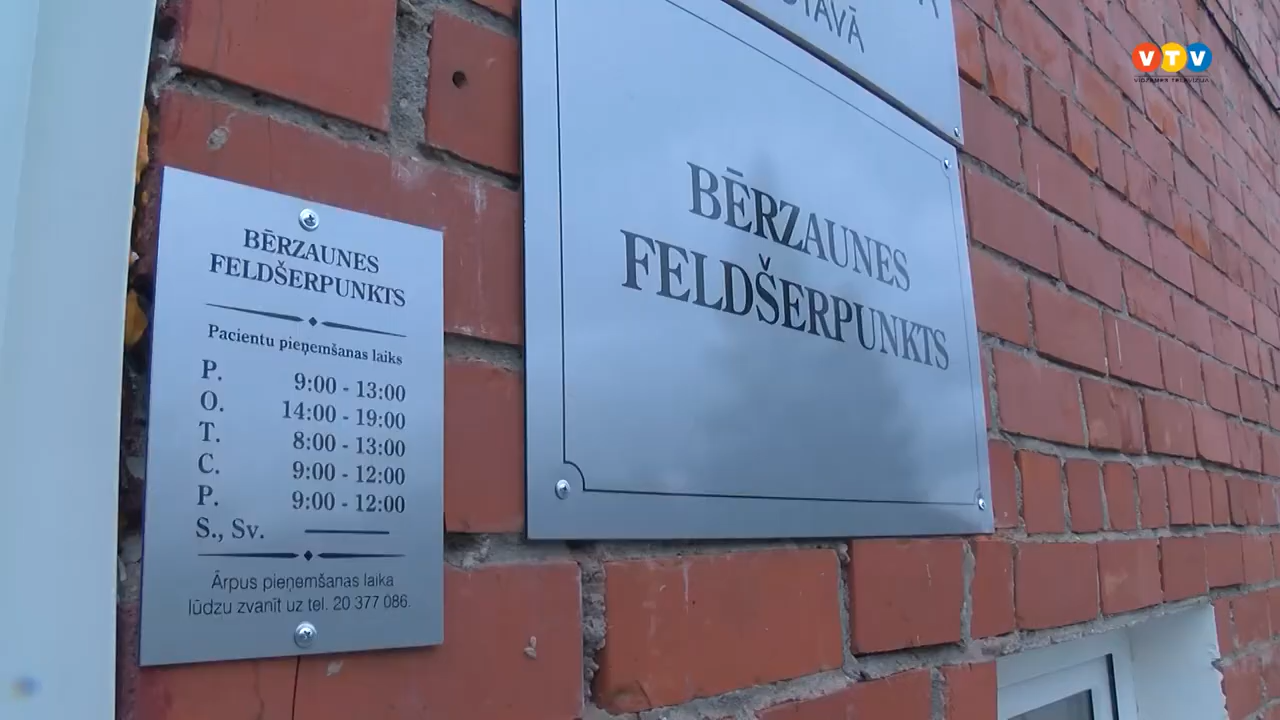 BĒRZAUNES
FELDŠERPUNKTS
Pacientu pieņemšanas laiks
P. 9:00 - 13:00
O. 14:00 - 19:00
T. 8:00 - 13:00
C. 9:00 - 12:00
P. 9:00 - 12:00
S., Sv.
Ārpus pieņemšanas laika
lūdzu zvanīt uz tel. 20 377 086.
BĒRZAUNES
FELDŠERPUNKTS
VTV
VIDZEMES TELEVĪZIJA